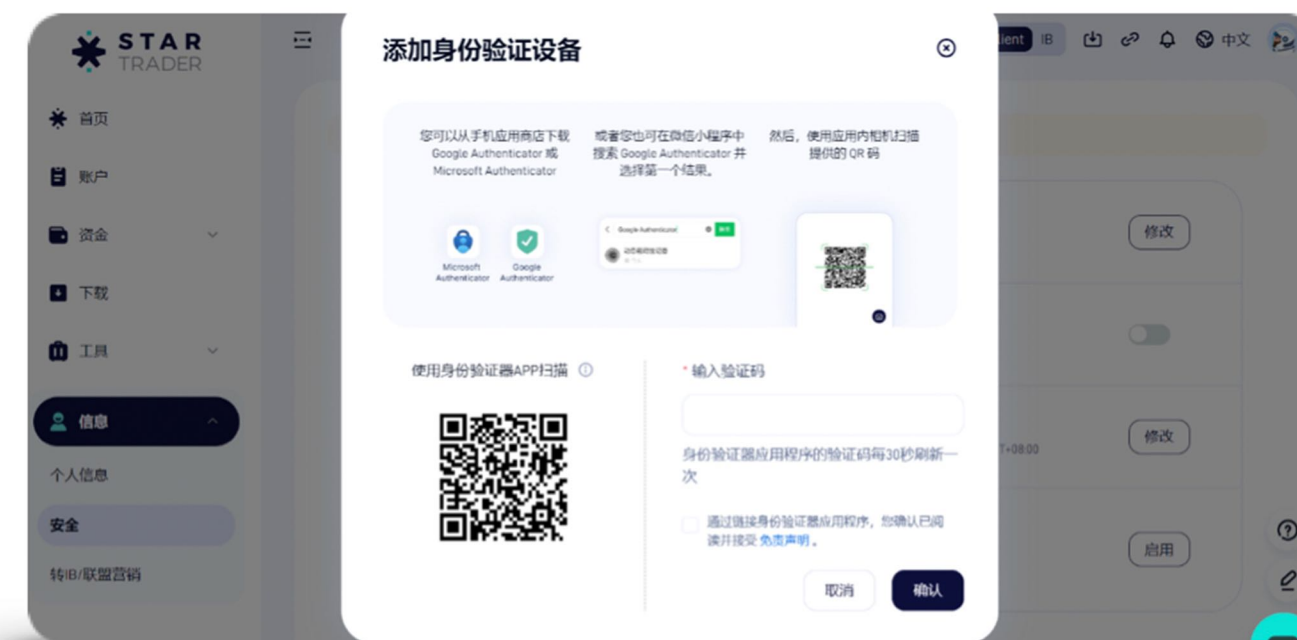 STAR
TRADER
首页
账户
资金
下载
工具
信息
个人信息
安全
转IB/联盟营销
添加身份验证设备
您可以从手机应用商店下载
Google Authenticator 或
Microsoft Authenticator
或者您也可在微信小程序中
搜索 Google Authenticator 并
选择第一个结果。
然后，使用应用内相机扫描
提供的 QR 码
Microsoft
Authenticator
Google
Authenticator
Google Authenticator
使用身份验证器APP扫描
* 输入验证码
身份验证器应用程序的验证码每30秒刷新一
次
通过链接身份验证器应用程序，您确认已阅
读并接受 免责声明 。
取消
确认
lient
IB
中文
修改
修改
T+08:00
启用